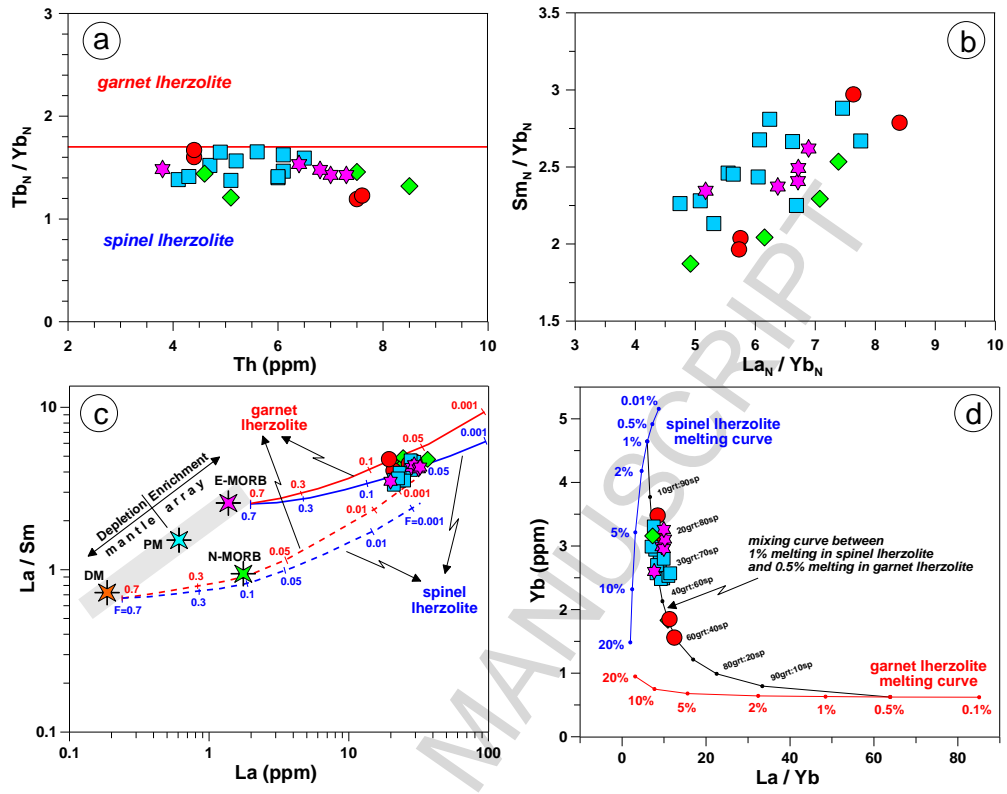 a
Tb_N / Yb_N
3
2
1
0
garnet lherzolite
spinel lherzolite
2
4
6
8
10
Th (ppm)
b
Sm_N / Yb_N
3.5
3
2.5
2
1.5
3
4
5
6
7
8
9
10
La_N / Yb_N
c
La / Sm
10
1
0.1
garnet
lherzolite
0.001
0.001
0.05
0.05
0.1
0.1
0.3
0.3
0.7
0.7
Depletion
Enrichment
mantle array
E-MORB
PM
DM
N-MORB
0.001
0.01
F=0.001
0.01
0.05
0.05
0.1
0.3
0.3
0.7
F=0.7
spinel
lherzolite
0.1
1
10
100
La (ppm)
d
Yb (ppm)
5
4
3
2
1
0
0.01%
0.5%
1%
2%
5%
10%
20%
spinel lherzolite
melting curve
10grt:90sp
20grt:80sp
30grt:70sp
40grt:60sp
60grt:40sp
80grt:20sp
90grt:10sp
mixing curve between
1% melting in spinel lherzolite
and 0.5% melting in garnet lherzolite
garnet lherzolite
melting curve
20%
10%
5%
2%
1%
0.5%
0.1%
0
20
40
60
80
La / Yb
MANUSCRIPT